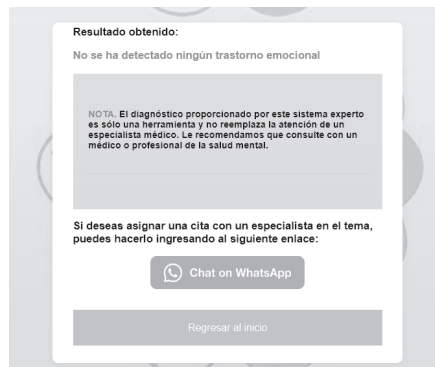 Resultado obtenido:
No se ha detectado ningún trastorno emocional
NOTA. El diagnóstico proporcionado por este sistema experto
es sólo una herramienta y no reemplaza la atención de un
especialista médico. Le recomendamos que consulte con un
médico o profesional de la salud mental.
Si deseas asignar una cita con un especialista en el tema,
puedes hacerlo ingresando al siguiente enlace:
Chat on WhatsApp
Regresar al inicio